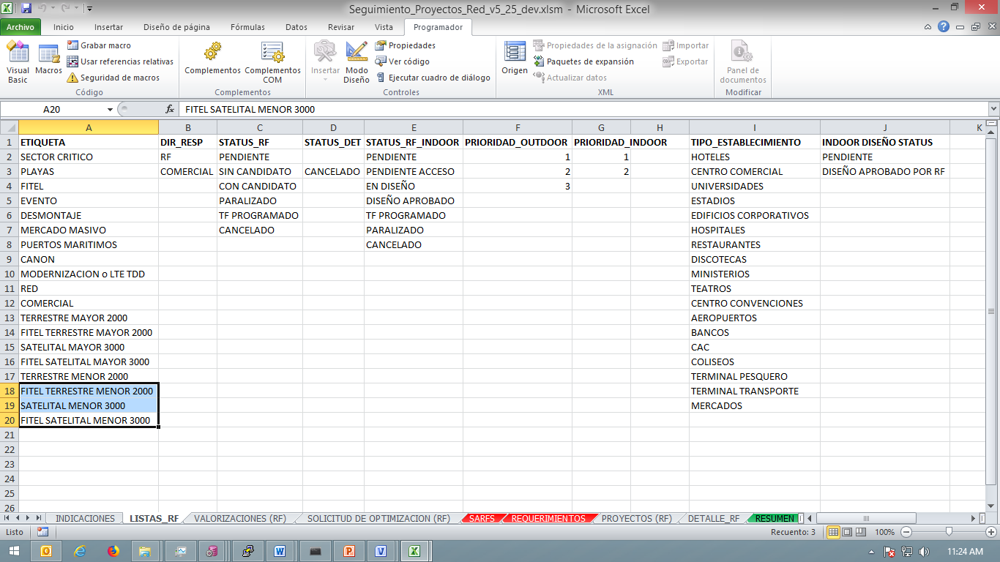 Seguimiento_Proyectos_Red_v5_25_dev.xlsm - Microsoft Excel
Archivo Inicio Insertar Diseño de página Fórmulas Datos Revisar Vista Programador
Visual Basic
Macros
Grabar macro
Usar referencias relativas
Seguridad de macros
Código
Complementos
Complementos COM
Complementos
Insertar
Modo Diseño
Propiedades
Ver código
Ejecutar cuadro de diálogo
Controles
Origen
Propiedades de la asignación
Paquetes de expansión
Actualizar datos
Importar
Exportar
XML
Panel de documentos
Modificar
A20 fx FITEL SATELITAL MENOR 3000
A B C D E F G H I J K
1 ETIQUETA DIR_RESP STATUS_RF STATUS_DET STATUS_RF_INDOOR PRIORIDAD_OUTDOOR PRIORIDAD_INDOOR TIPO_ESTABLECIMIENTO INDOOR DISEÑO STATUS
2 SECTOR CRITICO RF PENDIENTE PENDIENTE 1 1 HOTELES PENDIENTE
3 PLAYAS COMERCIAL SIN CANDIDATO CANCELADO PENDIENTE ACCESO 2 2 CENTRO COMERCIAL DISEÑO APROBADO POR RF
4 FITEL CON CANDIDATO EN DISEÑO 3 UNIVERSIDADES
5 EVENTO PARALIZADO DISEÑO APROBADO ESTADIOS
6 DESMONTAJE TF PROGRAMADO TF PROGRAMADO EDIFICIOS CORPORATIVOS
7 MERCADO MASIVO CANCELADO PARALIZADO HOSPITALES
8 PUERTOS MARITIMOS CANCELADO RESTAURANTES
9 CANON DISCOTECAS
10 MODERNIZACION o LTE TDD MINISTERIOS
11 RED TEATROS
12 COMERCIAL CENTRO CONVENCIONES
13 TERRESTRE MAYOR 2000 AEROPUERTOS
14 FITEL TERRESTRE MAYOR 2000 BANCOS
15 SATELITAL MAYOR 3000 CAC
16 FITEL SATELITAL MAYOR 3000 COLISEOS
17 TERRESTRE MENOR 2000 TERMINAL PESQUERO
18 FITEL TERRESTRE MENOR 2000 TERMINAL TRANSPORTE
19 SATELITAL MENOR 3000 MERCADOS
20 FITEL SATELITAL MENOR 3000
21
22
23
24
25
26
INDICACIONES LISTAS_RF VALORIZACIONES (RF) SOLICITUD DE OPTIMIZACION (RF) SARFS REQUERIMIENTOS PROYECTOS (RF) DETALLE_RF RESUMEN
Listo Recuento: 3 100%
11:24 AM